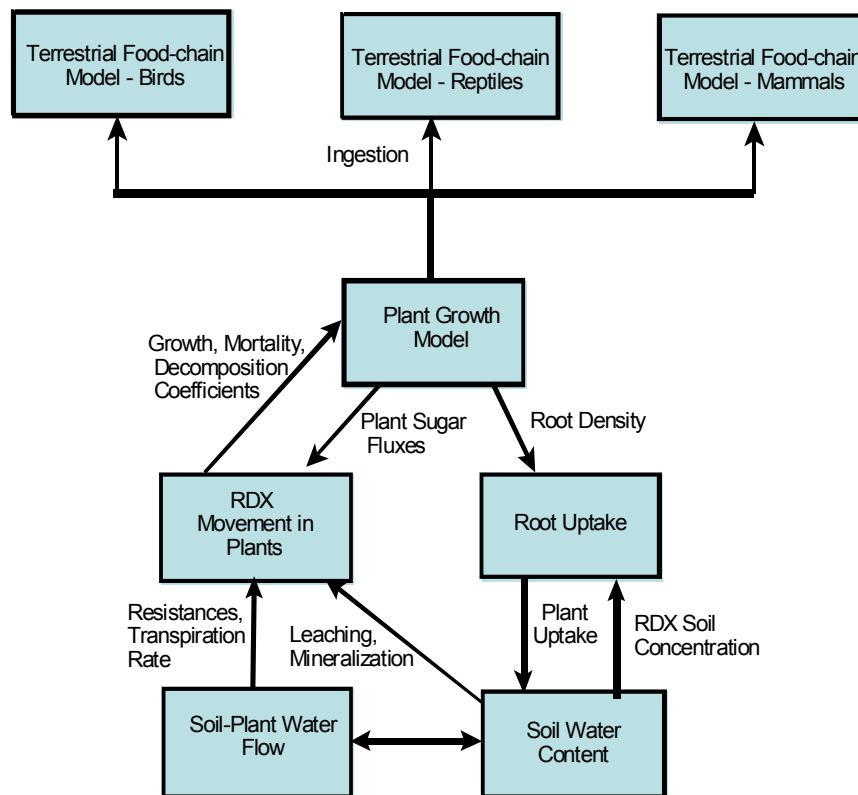 Terrestrial Food-chain
Model - Birds
Terrestrial Food-chain
Model - Reptiles
Terrestrial Food-chain
Model - Mammals
Ingestion
Plant Growth
Model
Growth, Mortality,
Decomposition
Coefficients
Plant Sugar
Fluxes
Root Density
RDX
Movement in
Plants
Root Uptake
Resistances,
Transpiration
Rate
Leaching,
Mineralization
Plant
Uptake
RDX Soil
Concentration
Soil-Plant Water
Flow
Soil Water
Content